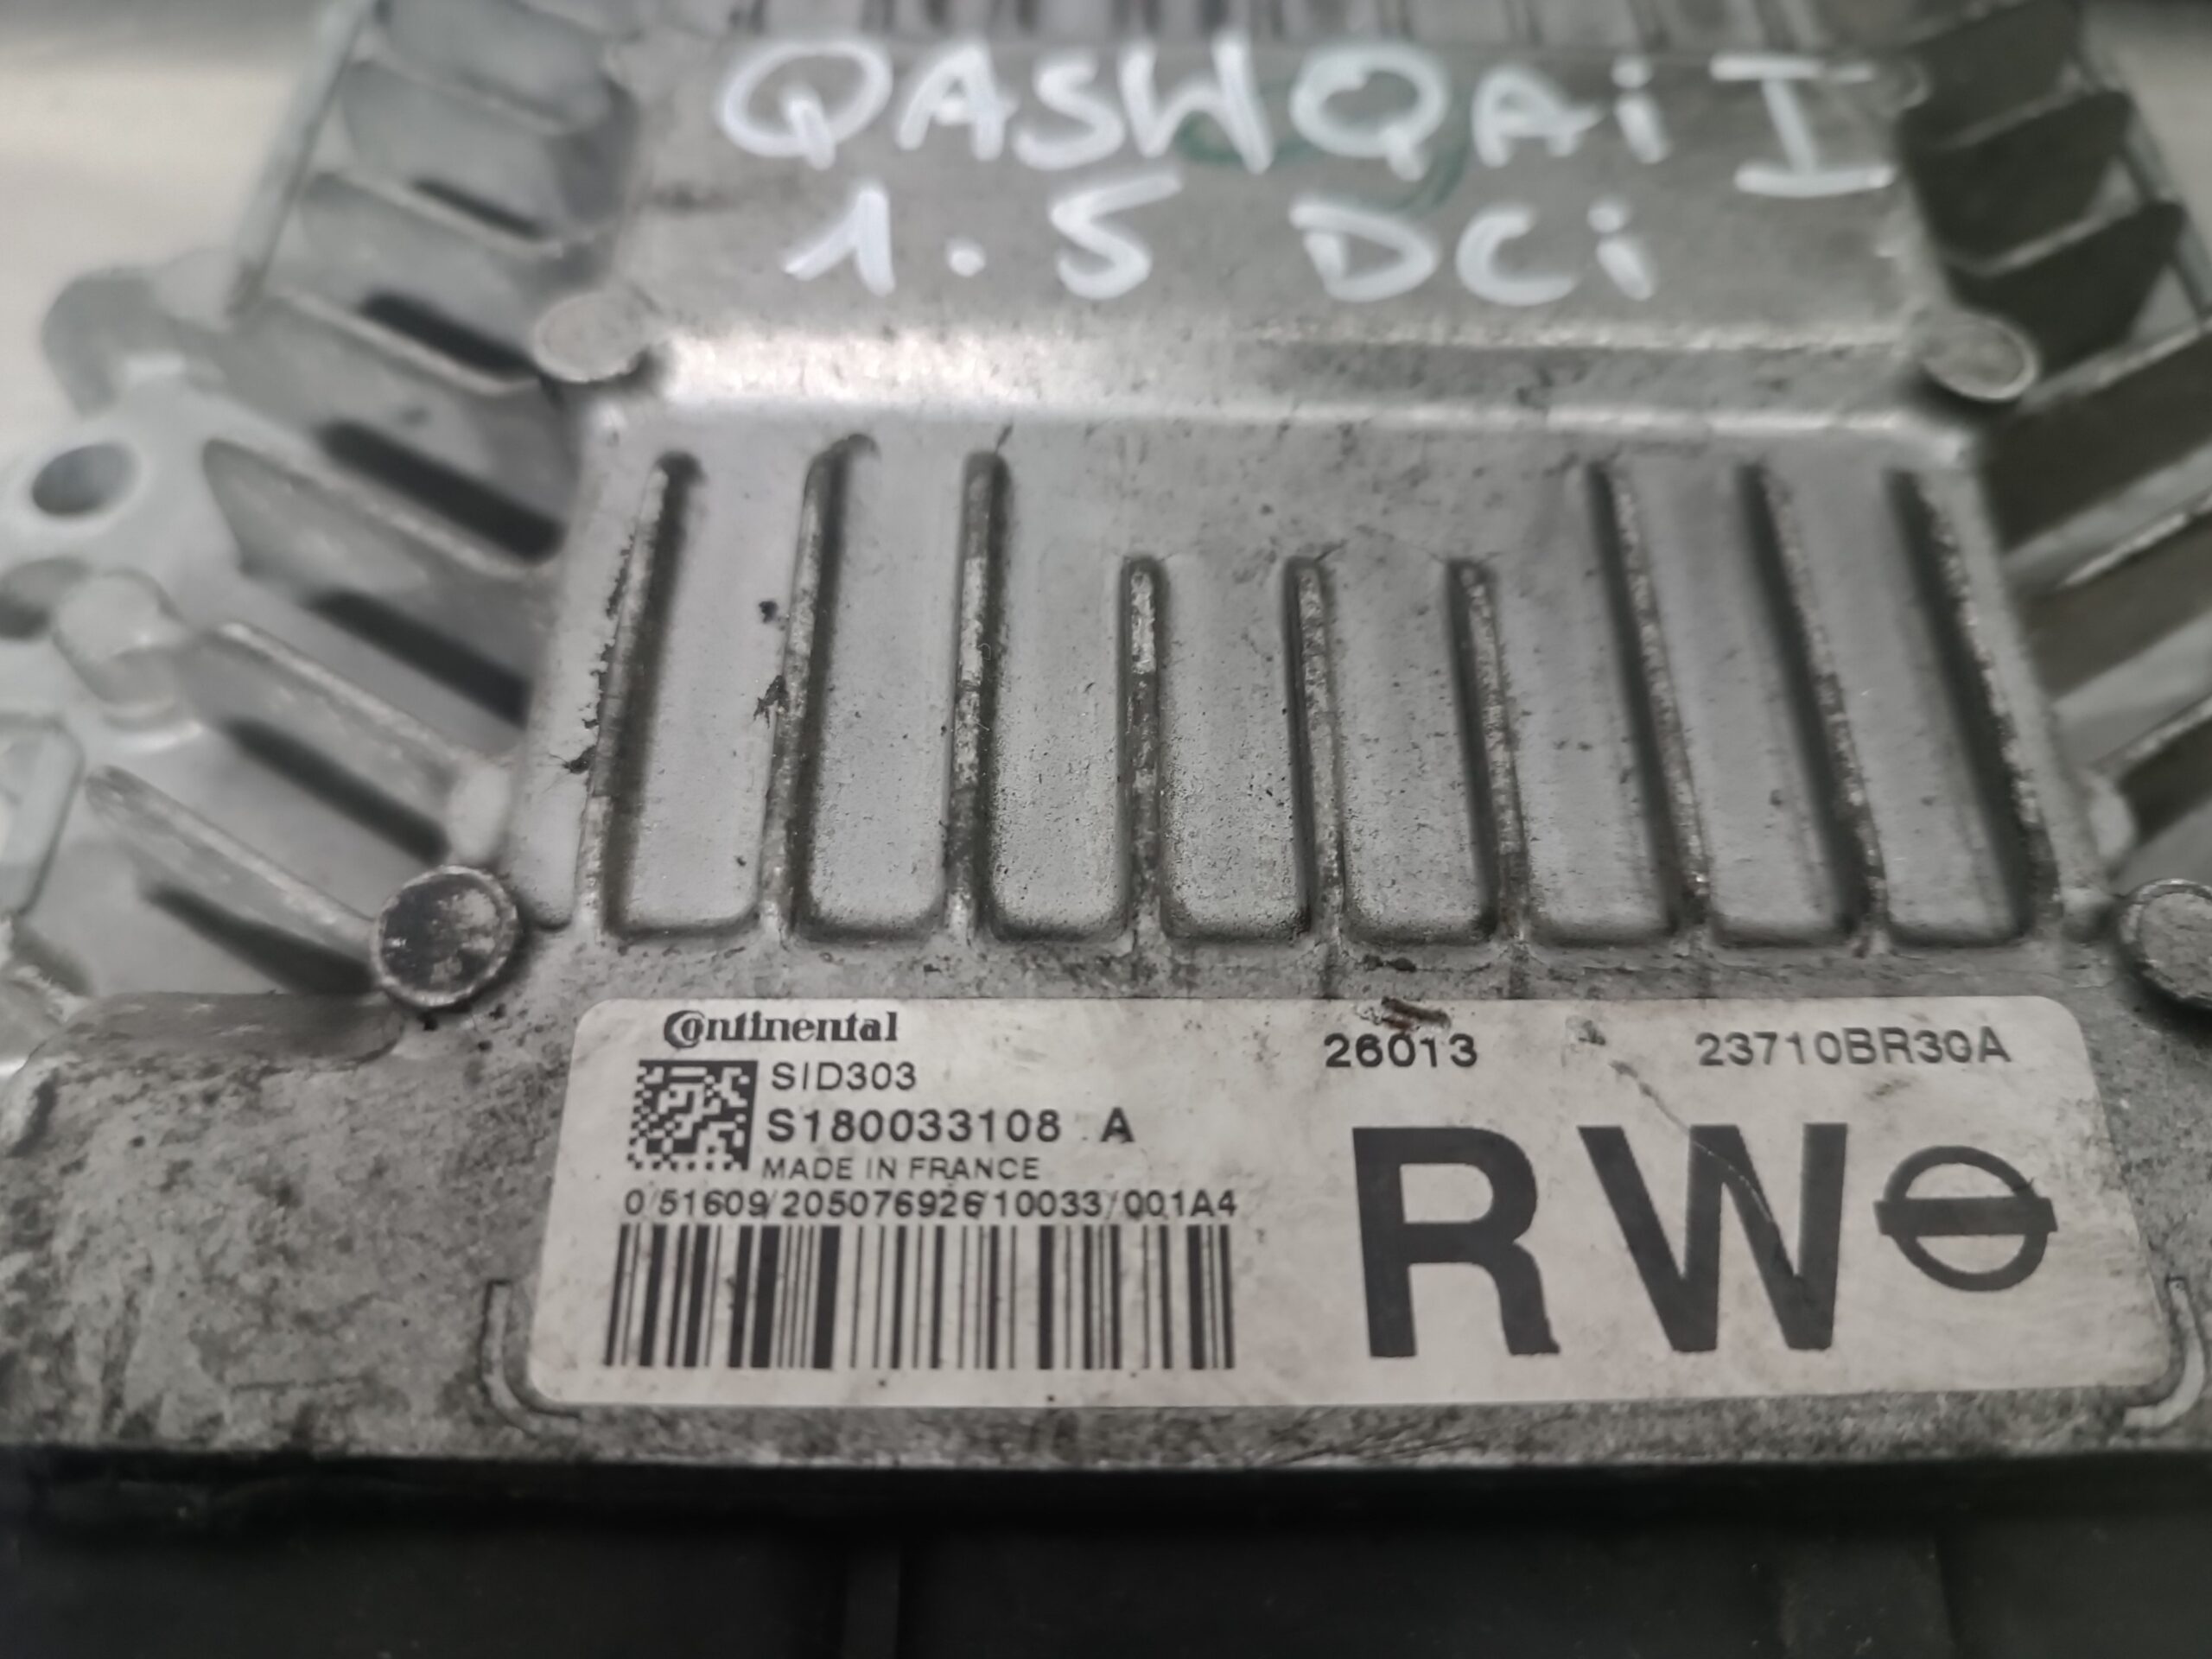 QASHQAi I
1.5 DCi
Continental
26013
23710BR30A
SID303
S180033108 A
MADE IN FRANCE
0/51609/205076926/10033/001A4
RW